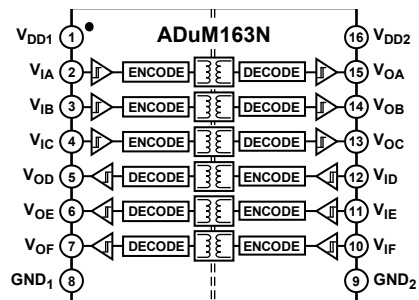 ADuM163N
VDD1 1 16 VDD2
VIA 2 ENCODE DECODE 15 VOA
VIB 3 ENCODE DECODE 14 VOB
VIC 4 ENCODE DECODE 13 VOC
VOD 5 DECODE ENCODE 12 VID
VOE 6 DECODE ENCODE 11 VIE
VOF 7 DECODE ENCODE 10 VIF
GND1 8 9 GND2